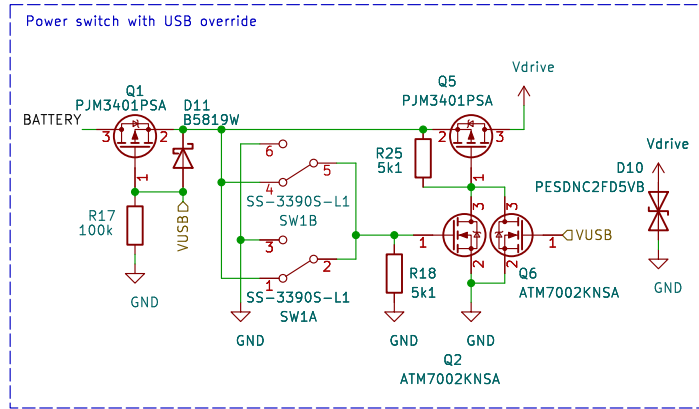 Power switch with USB override
Q1
PJM3401PSA
D11
B5819W
Q5
PJM3401PSA
Vdrive
BATTERY
3
2
1
3
2
1
6
5
4
SS-3390S-L1
SW1B
R25
5k1
Vdrive
D10
PESDNC2FD5VB
R17
100k
VUSB
3
2
1
SS-3390S-L1
SW1A
1
3
2
3
2
1
VUSB
R18
5k1
Q6
ATM7002KNSA
GND
GND
GND
GND
GND
Q2
ATM7002KNSA